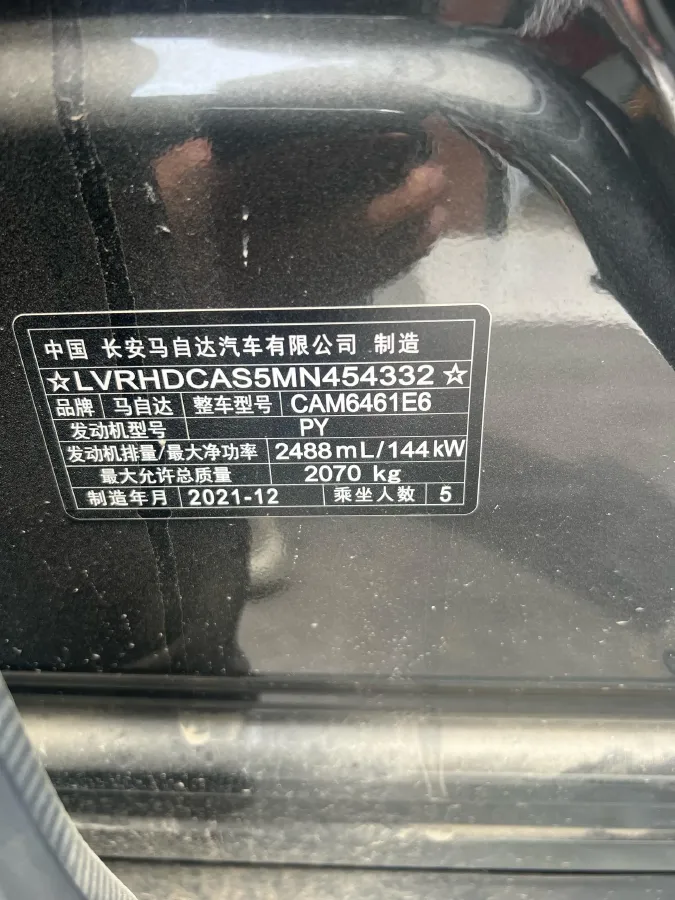 中国 长安马自达汽车有限公司 制造
☆LVRHDCAS5MN454332☆
品牌 马自达 整车型号 CAM6461E6
发动机型号 PY
发动机排量/最大净功率 2488mL/144kW
最大允许总质量 2070 kg
制造年月 2021-12 乘坐人数 5